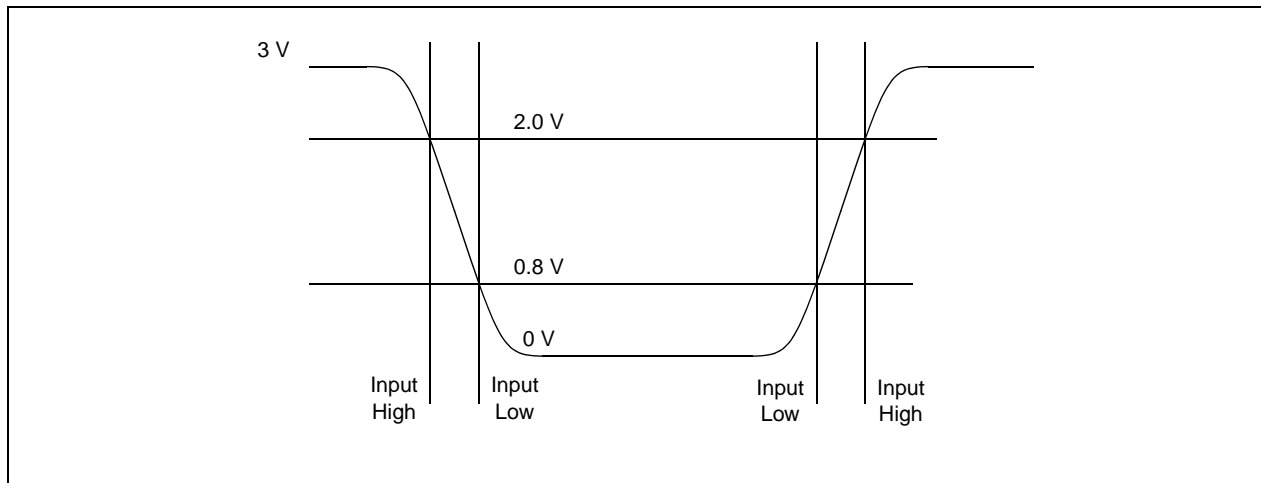 3 V
2.0 V
0.8 V
0 V
Input
High
Input
Low
Input
Low
Input
High